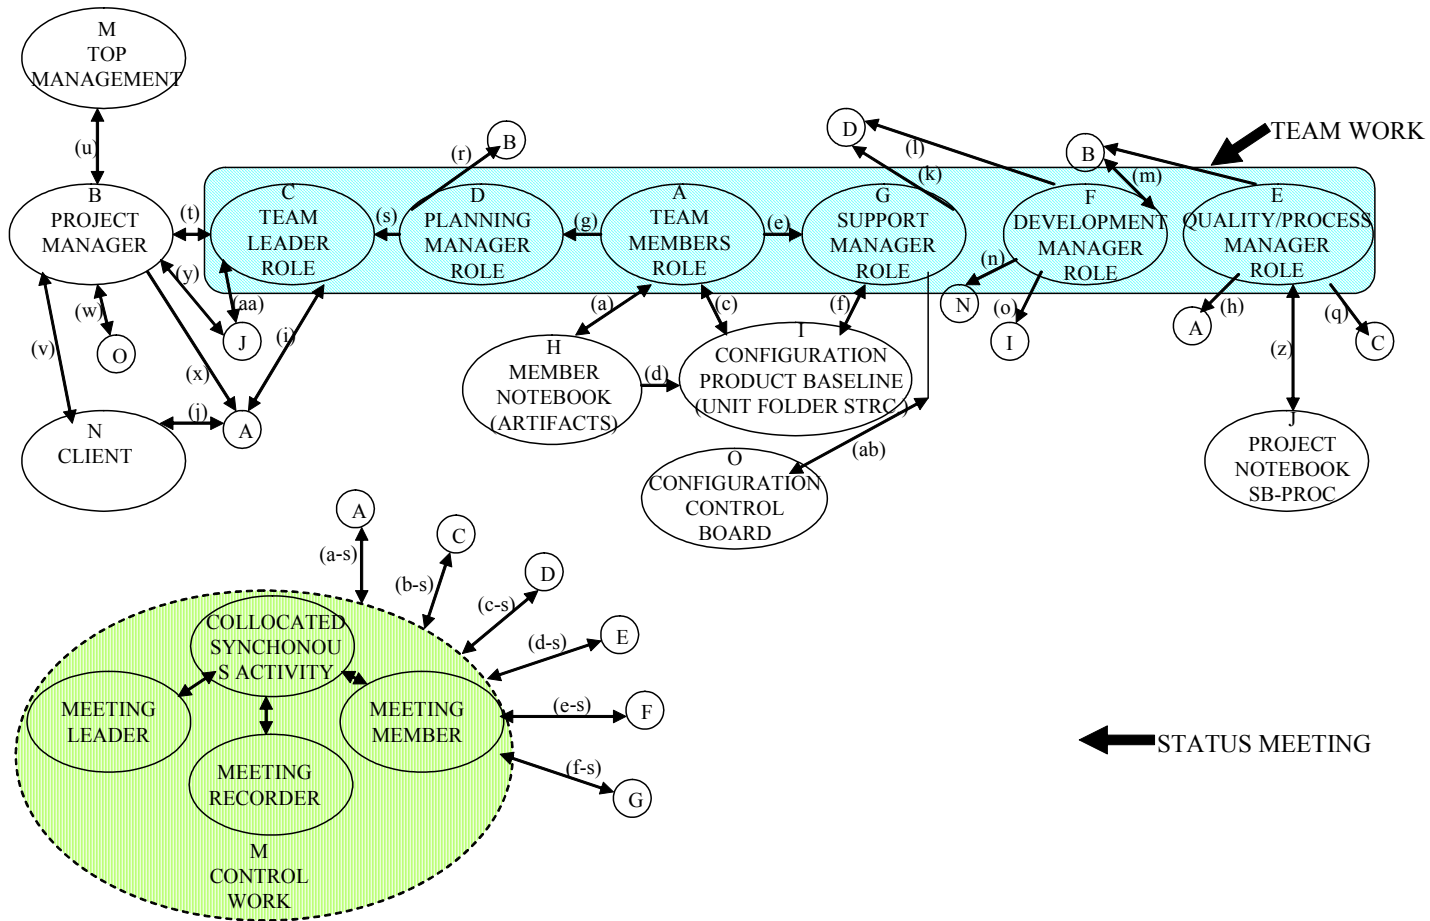 M
TOP
MANAGEMENT
(u)
B
PROJECT
MANAGER
(t)
C
TEAM
LEADER
ROLE
(s)
D
PLANNING
MANAGER
ROLE
(r)
B
(g)
A
TEAM
MEMBERS
ROLE
(e)
G
SUPPORT
MANAGER
ROLE
D
(l)
(k)
F
DEVELOPMENT
MANAGER
ROLE
B
(m)
E
QUALITY/PROCESS
MANAGER
ROLE
TEAM WORK
(y)
(w)
O
(v)
(x)
(aa)
J
(i)
(j)
A
N
CLIENT
(a)
(c)
(f)
H
MEMBER
NOTEBOOK
(ARTIFACTS)
(d)
I
CONFIGURATION
PRODUCT BASELINE
(UNIT FOLDER STRC.)
(n)
N
(o)
I
(h)
A
(q)
C
(z)
J
PROJECT
NOTEBOOK
SB-PROC
(ab)
O
CONFIGURATION
CONTROL
BOARD
A
(a-s)
C
(b-s)
D
(c-s)
E
(d-s)
F
(e-s)
G
(f-s)
COLLOCATED
SYNCHONOU
S ACTIVITY
MEETING
LEADER
MEETING
MEMBER
MEETING
RECORDER
M
CONTROL
WORK
STATUS MEETING